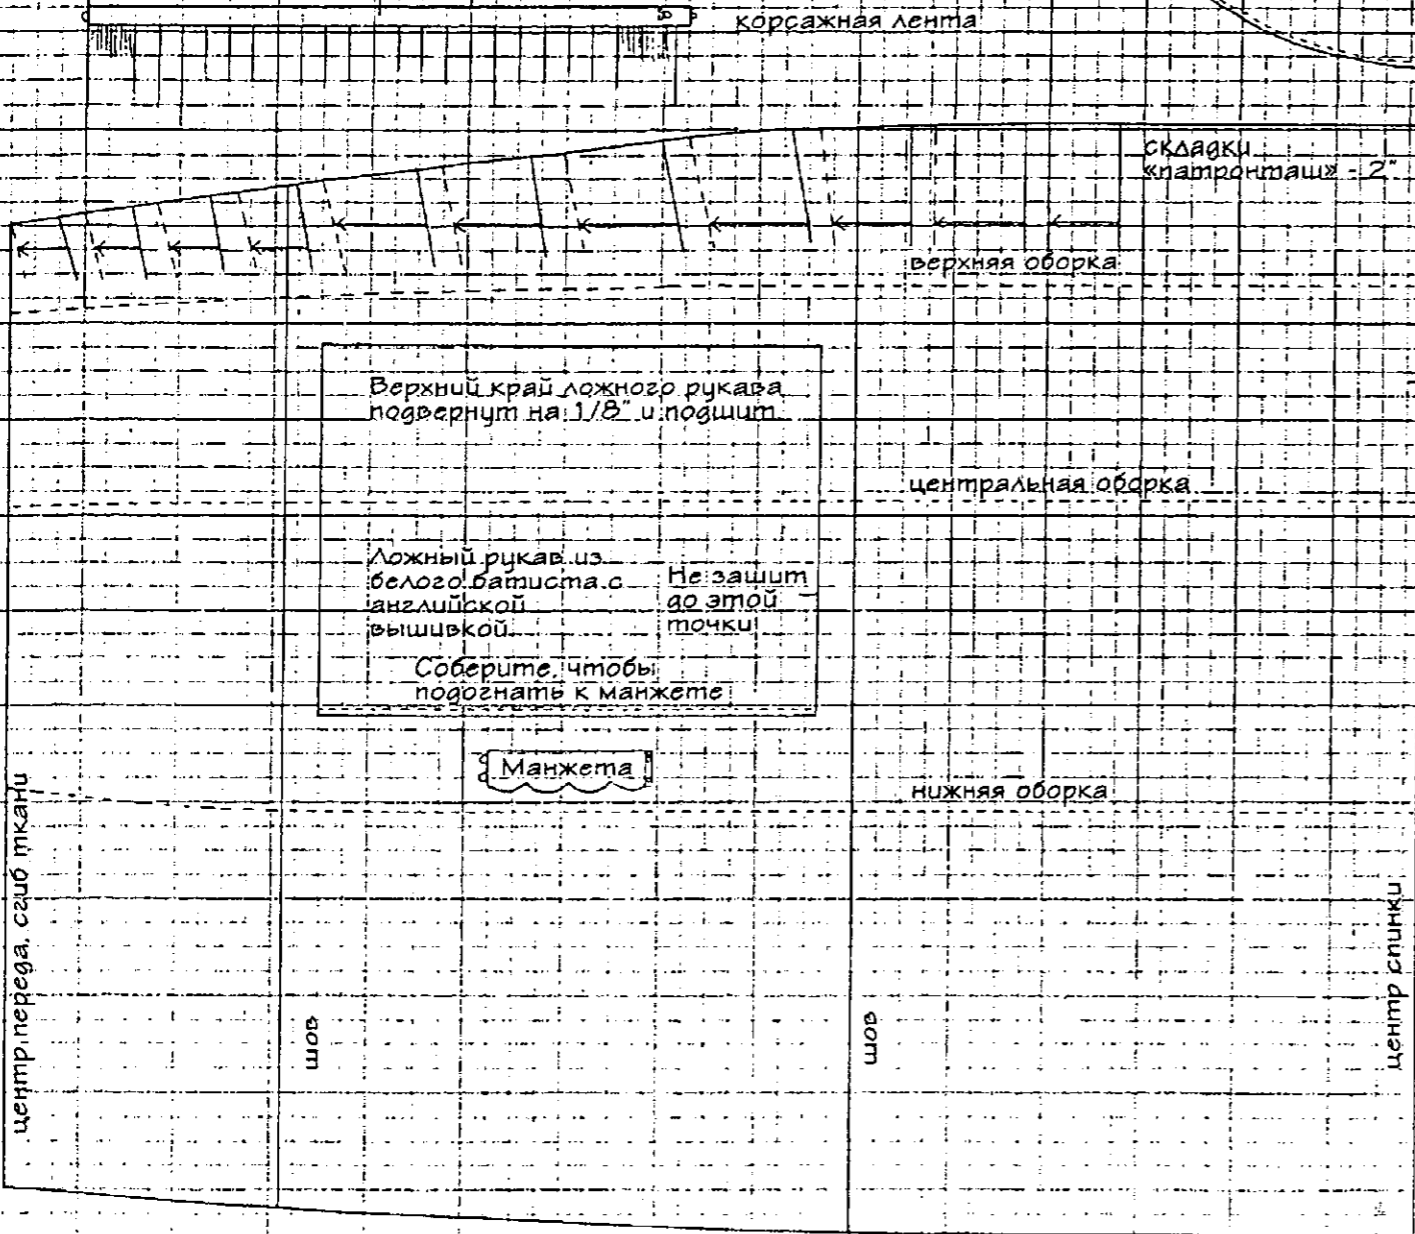 корсажная лента
складки
«патронташ» - 2"
верхняя оборка
Верхний край ложного рукава
подвернут на 1/8" и подшит
центральная оборка
Ложный рукав из
белого батиста с
английской
вышивкой
Не зашит
до этой
точки
Соберите, чтобы
подогнать к манжете
Манжета
нижняя оборка
центр переда, сгиб ткани
шов
шов
центр спинки